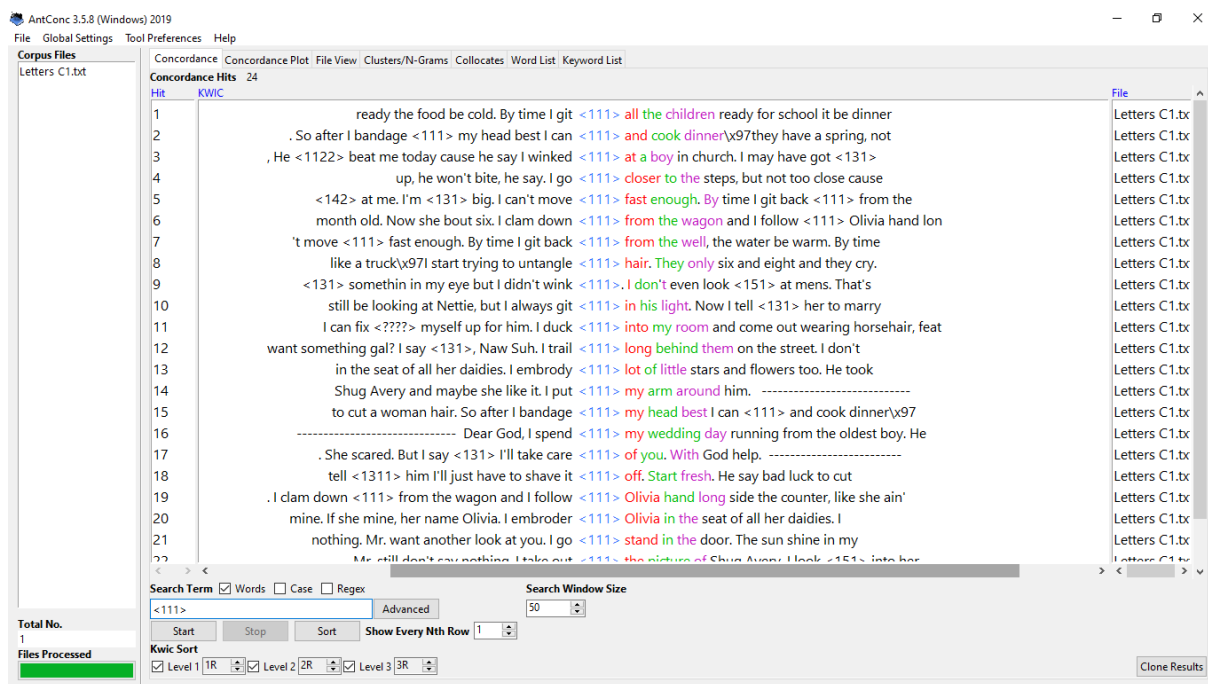 AntConc 3.5.8 (Windows) 2019
File Global Settings Tool Preferences Help
Corpus Files
Letters C1.txt
Concordance Concordance Plot File View Clusters/N-Grams Collocates Word List Keyword List
Concordance Hits 24
Hit KWIC File
1 ready the food be cold. By time I git <111> all the children ready for school it be dinner Letters C1.tx
2 . So after I bandage <111> my head best I can <111> and cook dinner\x97they have a spring, not Letters C1.tx
3 , He <1122> beat me today cause he say I winked <111> at a boy in church. I may have got <131> Letters C1.tx
4 up, he won't bite, he say. I go <111> closer to the steps, but not too close cause Letters C1.tx
5 <142> at me. I'm <131> big. I can't move <111> fast enough. By time I git back <111> from the Letters C1.tx
6 month old. Now she bout six. I clam down <111> from the wagon and I follow <111> Olivia hand lon Letters C1.tx
7 't move <111> fast enough. By time I git back <111> from the well, the water be warm. By time Letters C1.tx
8 like a truck\x97I start trying to untangle <111> hair. They only six and eight and they cry. Letters C1.tx
9 <131> somethin in my eye but I didn't wink <111>. I don't even look <151> at mens. That's Letters C1.tx
10 still be looking at Nettie, but I always git <111> in his light. Now I tell <131> her to marry Letters C1.tx
11 I can fix <????> myself up for him. I duck <111> into my room and come out wearing horsehair, feat Letters C1.tx
12 want something gal? I say <131>, Naw Suh. I trail <111> long behind them on the street. I don't Letters C1.tx
13 in the seat of all her daidies. I embrody <111> lot of little stars and flowers too. He took Letters C1.tx
14 Shug Avery and maybe she like it. I put <111> my arm around him. --------------------------- Letters C1.tx
15 to cut a woman hair. So after I bandage <111> my head best I can <111> and cook dinner\x97 Letters C1.tx
16 ----------------------------- Dear God, I spend <111> my wedding day running from the oldest boy. He Letters C1.tx
17 . She scared. But I say <131> I'll take care <111> of you. With God help. ------------------------ Letters C1.tx
18 tell <1311> him I'll just have to shave it <111> off. Start fresh. He say bad luck to cut Letters C1.tx
19 . I clam down <111> from the wagon and I follow <111> Olivia hand long side the counter, like she ain' Letters C1.tx
20 mine. If she mine, her name Olivia. I embroder <111> Olivia in the seat of all her daidies. I Letters C1.tx
21 nothing. Mr. want another look at you. I go <111> stand in the door. The sun shine in my Letters C1.tx
22 Mr. still don't say nothing. I take out <111> the picture of Shug Avery. I look <151> into her Letters C1.tx
Search Term Words Case Regex Search Window Size
<111> Advanced 50
Total No.
1
Start Stop Sort Show Every Nth Row 1
Files Processed
Kwic Sort
Level 1 1R Level 2 2R Level 3 3R Clone Results